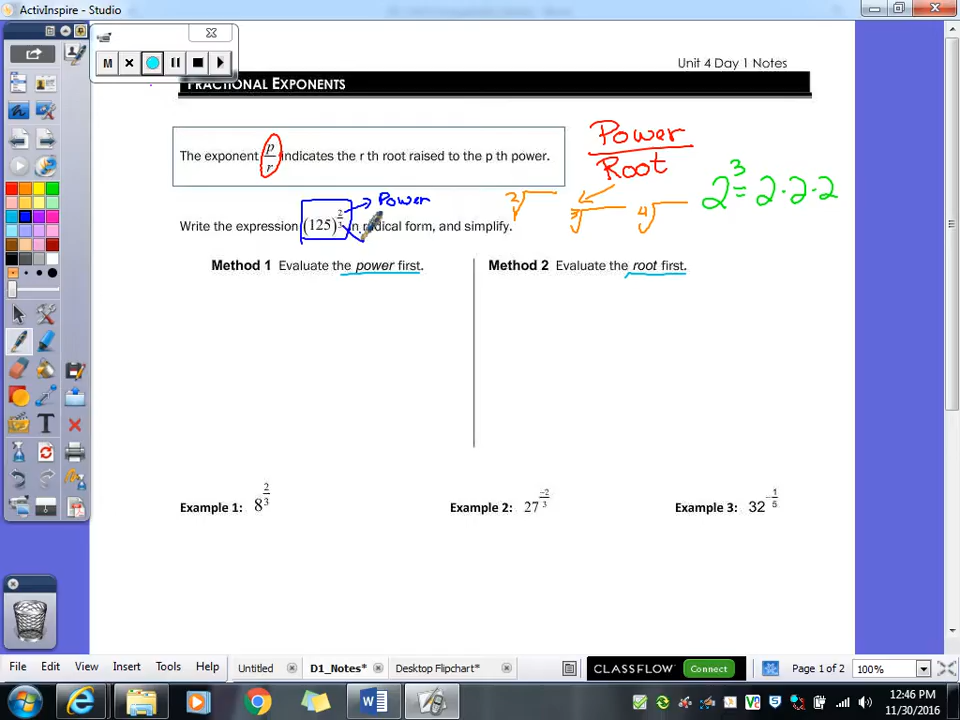 ActivInspire - Studio
M
Unit 4 Day 1 Notes
FRACTIONAL EXPONENTS
The exponent p/r indicates the r th root raised to the p th power.
Power
Root
2³ = 2·2·2
2√ 3√ 4√
Power
Write the expression (125)^2/3 in radical form, and simplify.
Method 1 Evaluate the power first.
Method 2 Evaluate the root first.
Example 1: 8^2/3
Example 2: 27^-2/3
Example 3: 32^-1/5
File Edit View Insert Tools Help
Untitled
D1_Notes*
Desktop Flipchart*
CLASSFLOW Connect
Page 1 of 2
100%
12:46 PM
11/30/2016